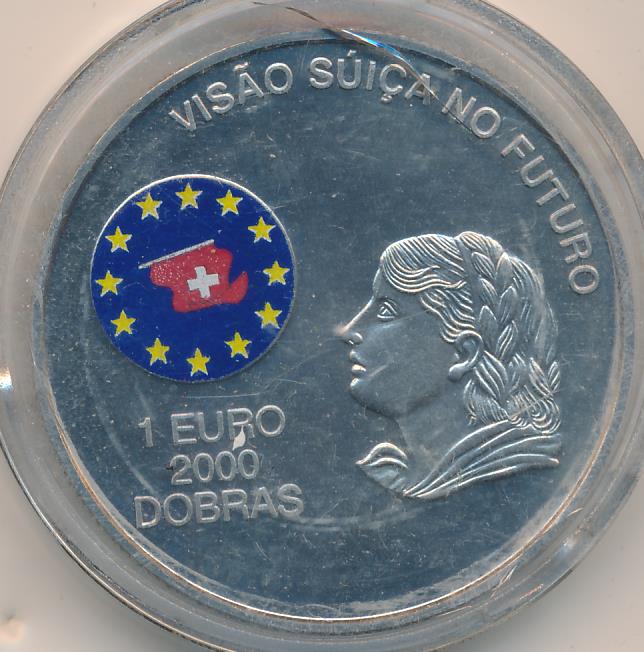 VISÃO SÚIÇA NO FUTURO
1 EURO
2000
DOBRAS